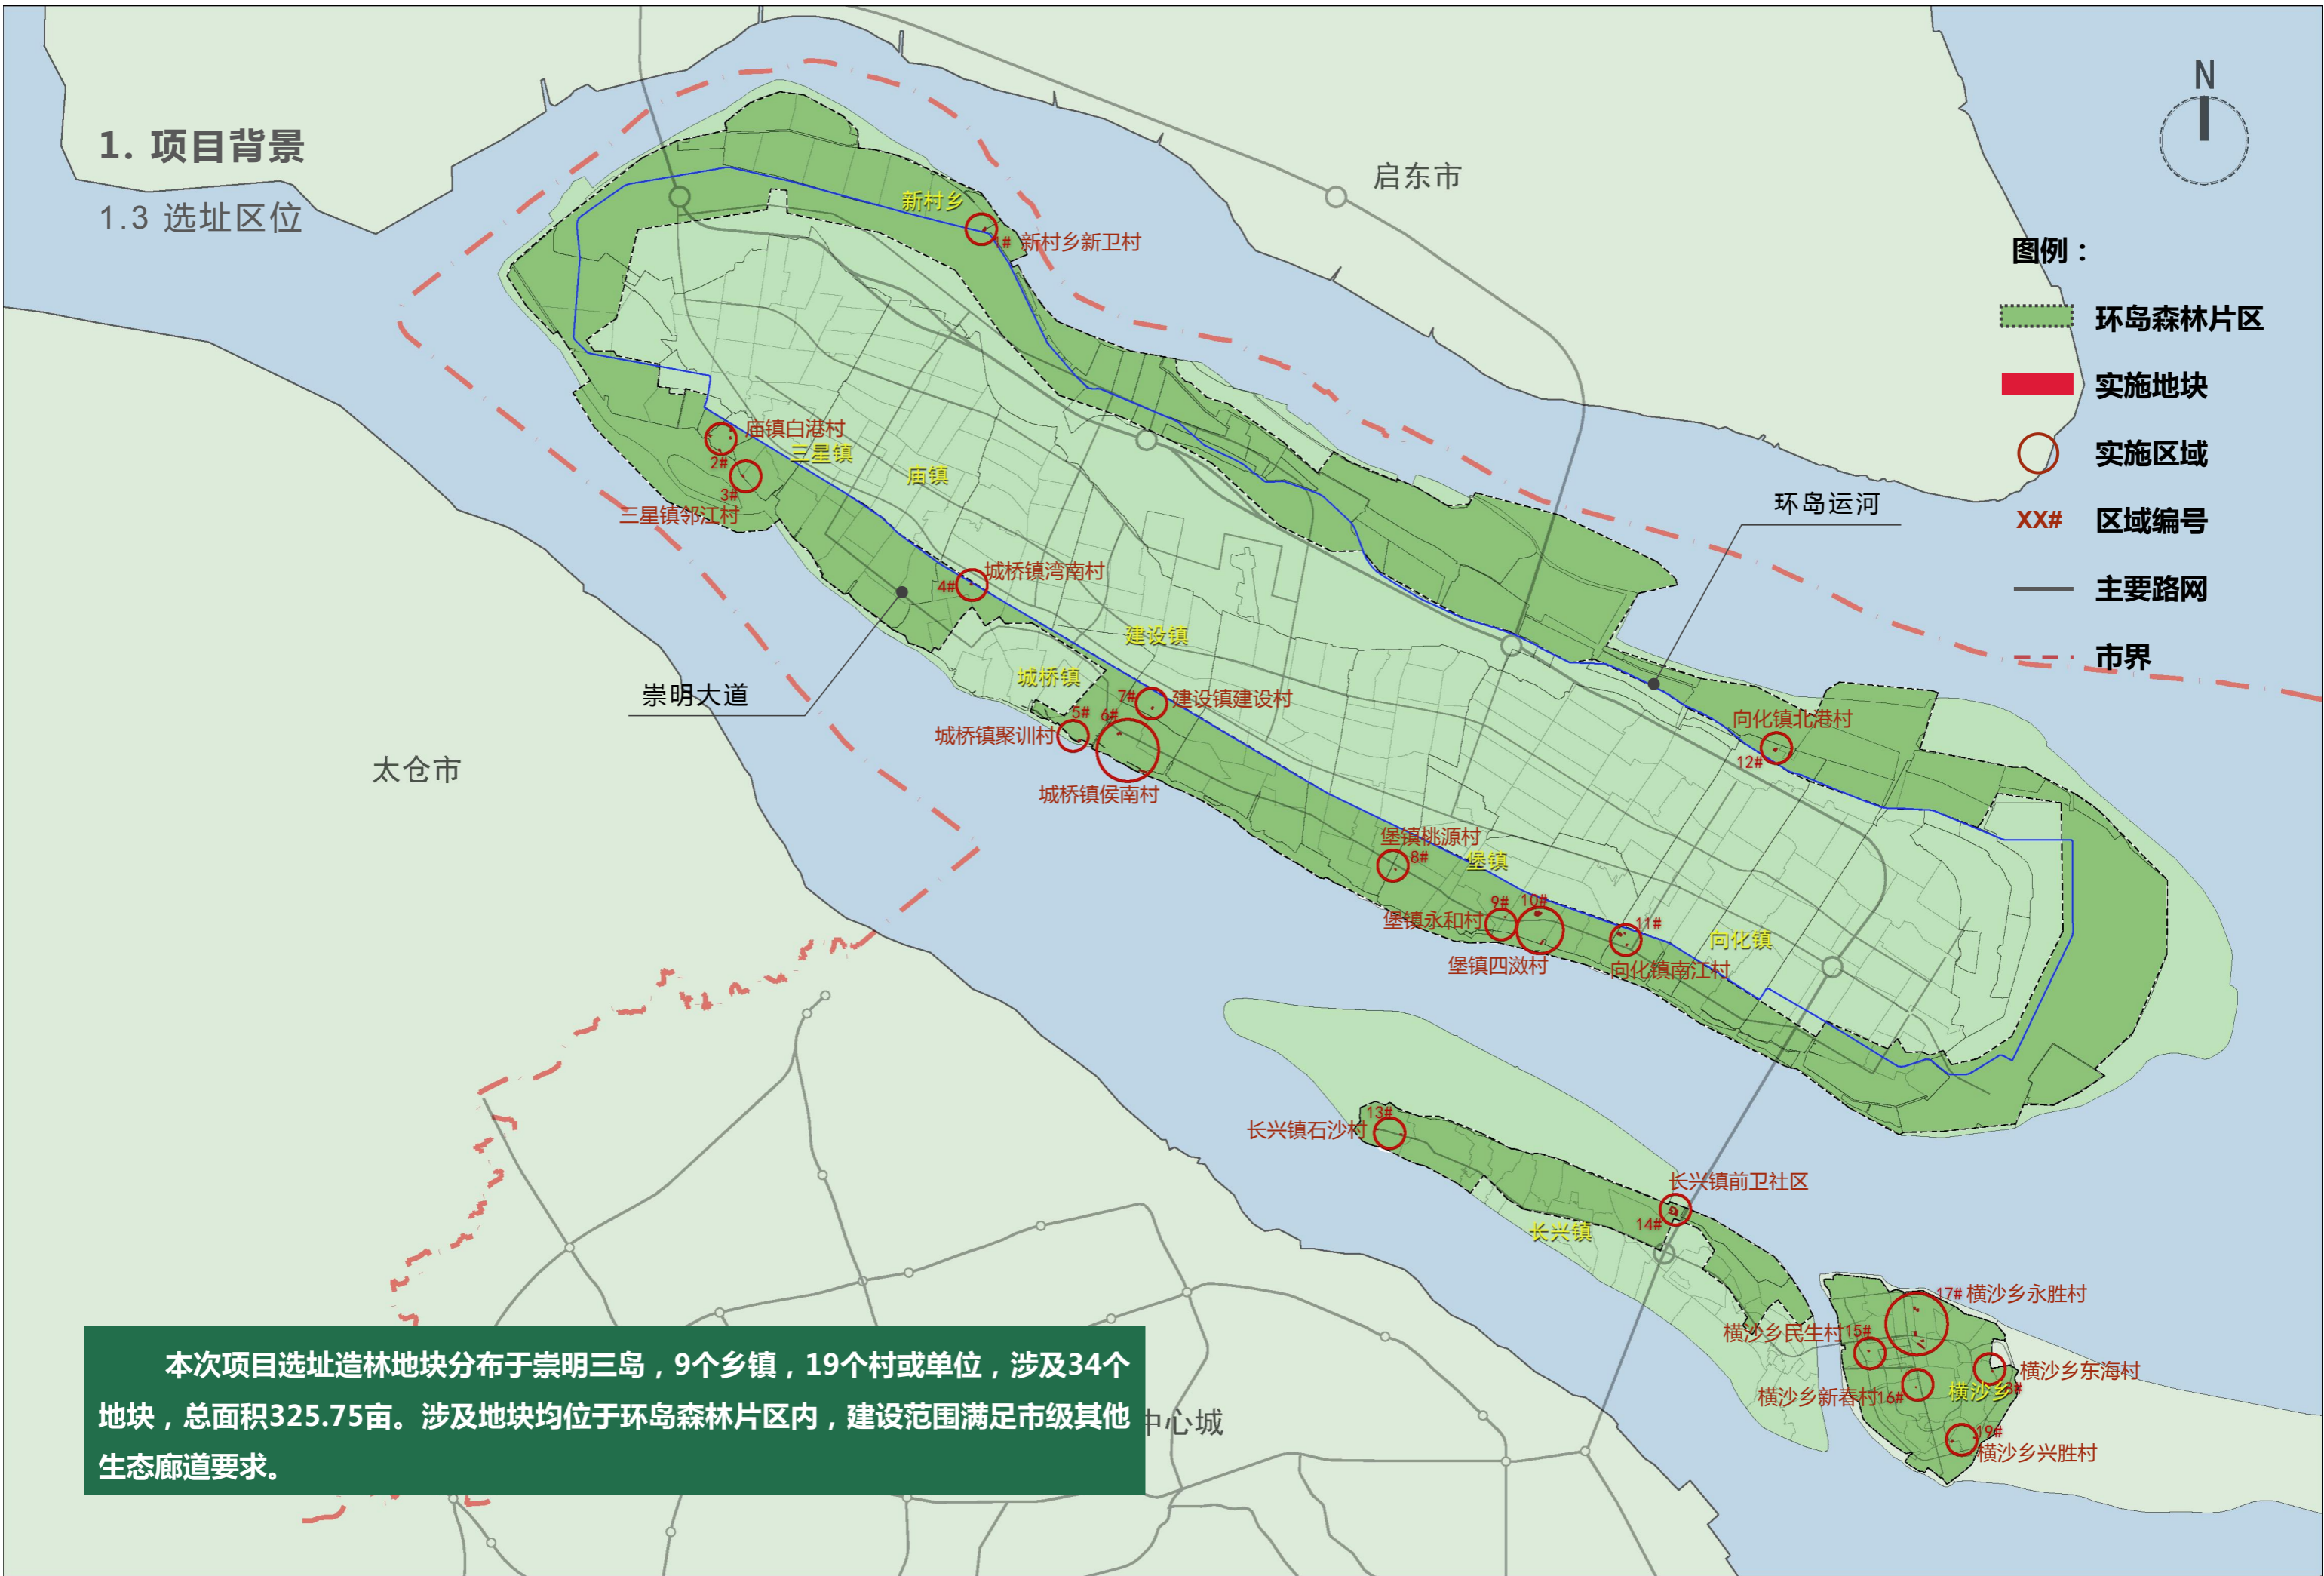 1. 项目背景
1.3 选址区位
N
启东市
图例：
环岛森林片区
实施地块
实施区域
XX# 区域编号
主要路网
市界
新村乡
1# 新村乡新卫村
庙镇白港村
2#
三星镇
3#
庙镇
三星镇邻江村
环岛运河
城桥镇湾南村
4#
建设镇
城桥镇
崇明大道
7# 建设镇建设村
5# 6#
城桥镇聚训村
城桥镇侯南村
太仓市
向化镇北港村
12#
堡镇桃源村
8#
堡镇
9# 10#
堡镇永和村
11#
向化镇
堡镇四滧村
向化镇南江村
13#
长兴镇石沙村
长兴镇前卫社区
14#
长兴镇
17# 横沙乡永胜村
横沙乡民生村 15#
横沙乡东海村
横沙乡新春村 16#
横沙乡
19#
横沙乡兴胜村
中心城
本次项目选址造林地块分布于崇明三岛，9个乡镇，19个村或单位，涉及34个
地块，总面积325.75亩。涉及地块均位于环岛森林片区内，建设范围满足市级其他
生态廊道要求。